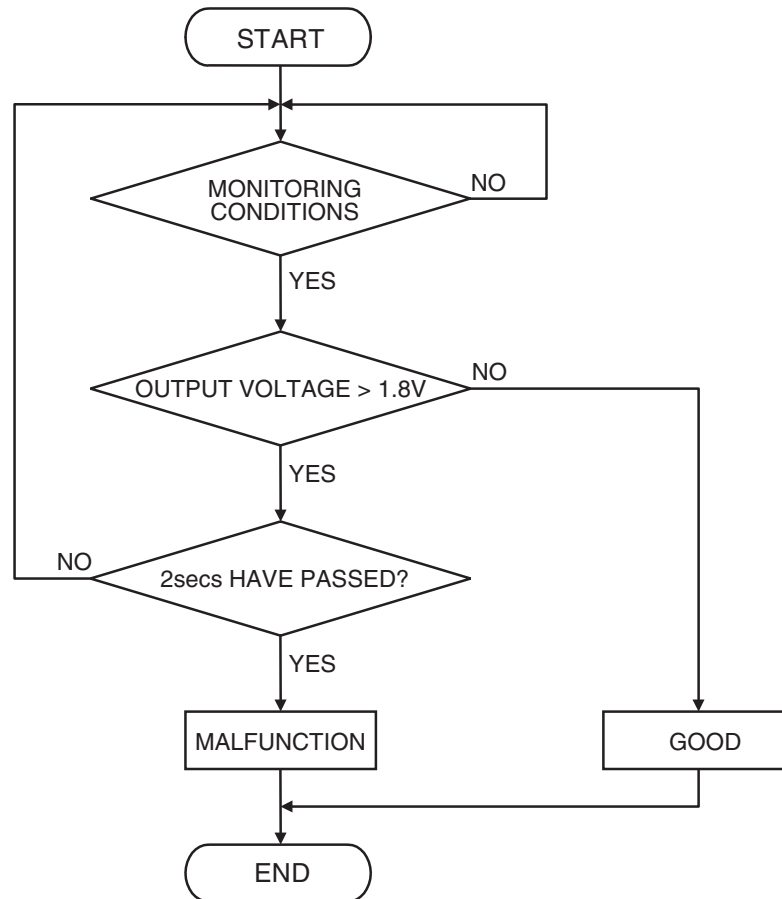 START
MONITORING
CONDITIONS
NO
YES
OUTPUT VOLTAGE > 1.8V
NO
YES
2secs HAVE PASSED?
NO
YES
MALFUNCTION
GOOD
END